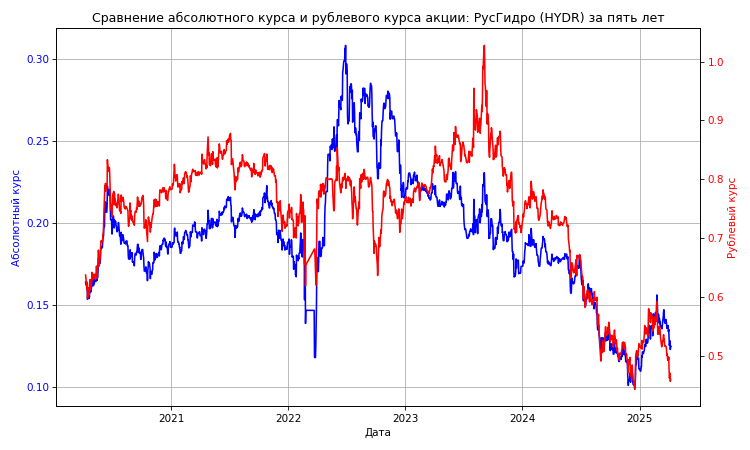 Сравнение абсолютного курса и рублевого курса акции: РусГидро (HYDR) за пять лет
0.30
0.25
0.20
0.15
0.10
Абсолютный курс
1.0
0.9
0.8
0.7
0.6
0.5
Рублевый курс
2021 2022 2023 2024 2025
Дата